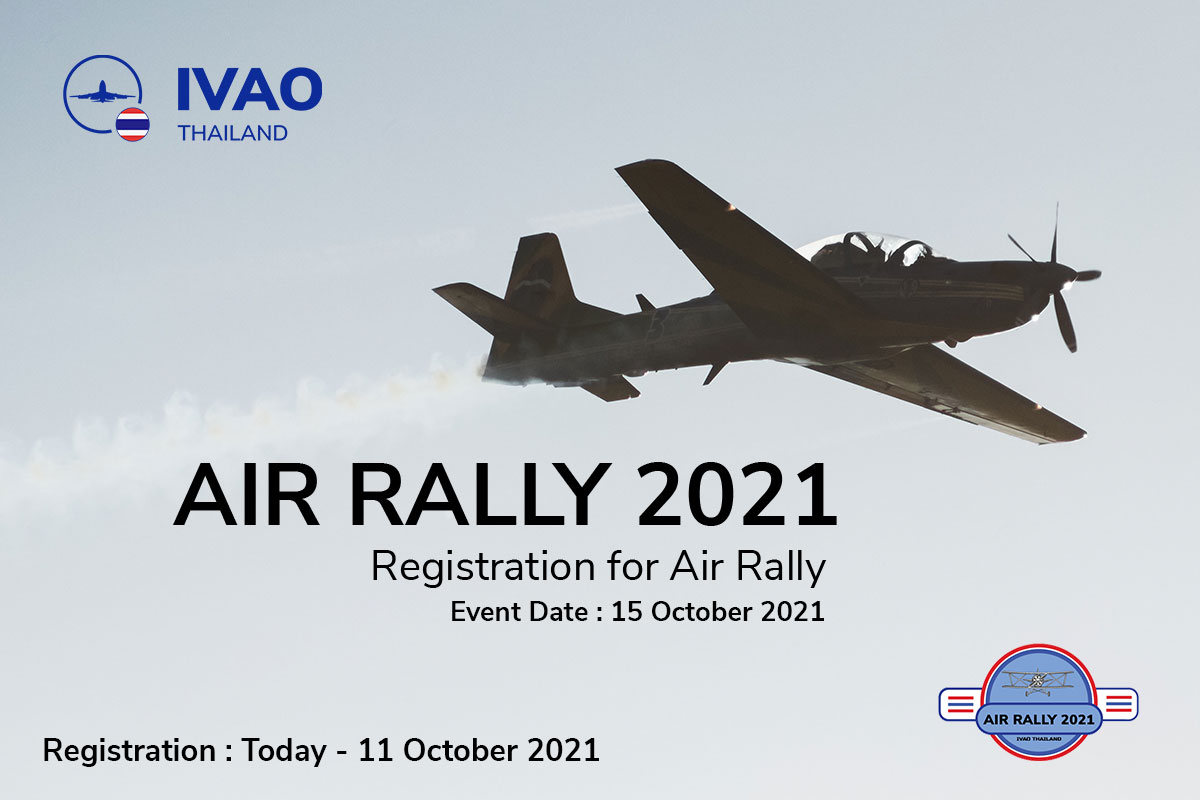 IVAO
THAILAND
AIR RALLY 2021
Registration for Air Rally
Event Date : 15 October 2021
AIR RALLY 2021
IVAO THAILAND
Registration : Today - 11 October 2021